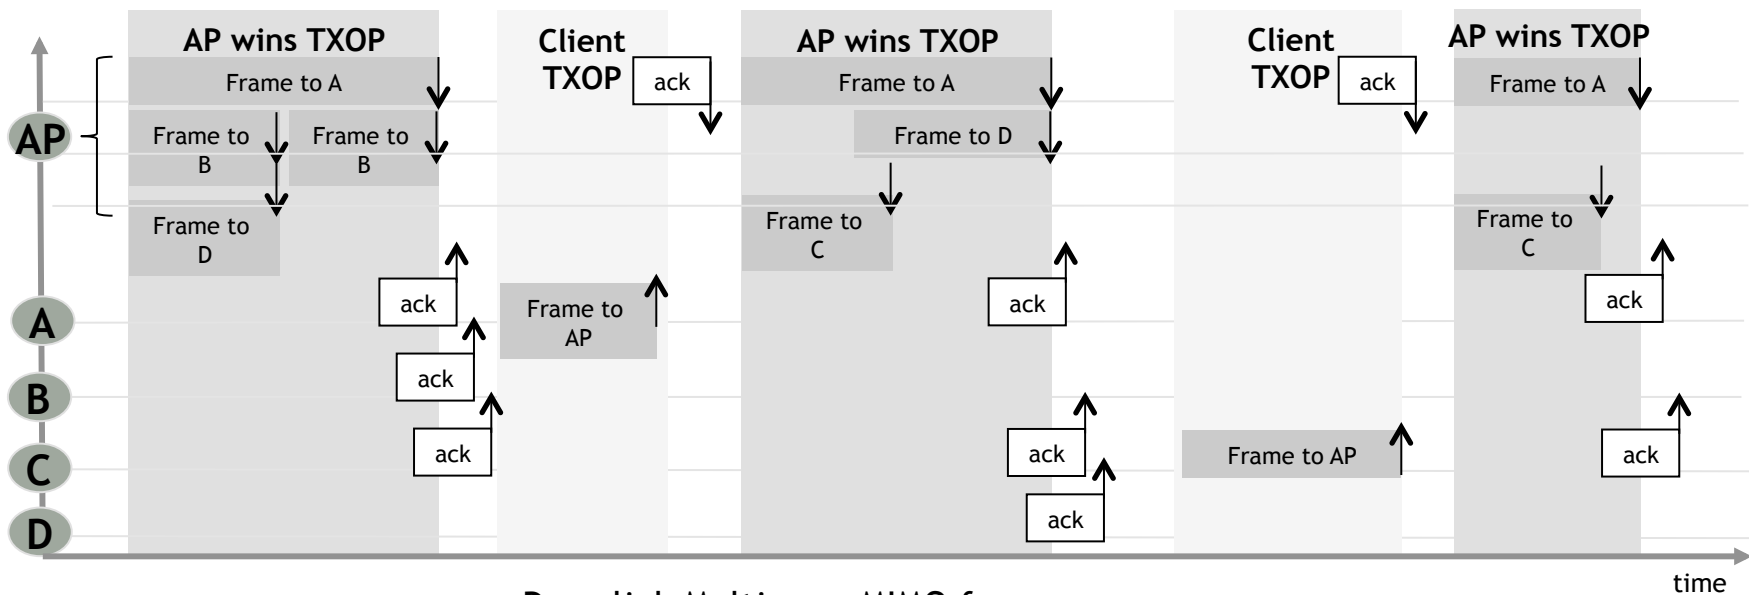 AP wins TXOP
Client
TXOP
AP wins TXOP
Client
TXOP
AP wins TXOP
Frame to A
ack
Frame to A
ack
Frame to A
AP
Frame to
B
Frame to
B
Frame to D
Frame to
D
Frame to
C
Frame to
C
A
ack
Frame to
AP
ack
ack
B
ack
C
ack
ack
Frame to AP
ack
D
ack
time